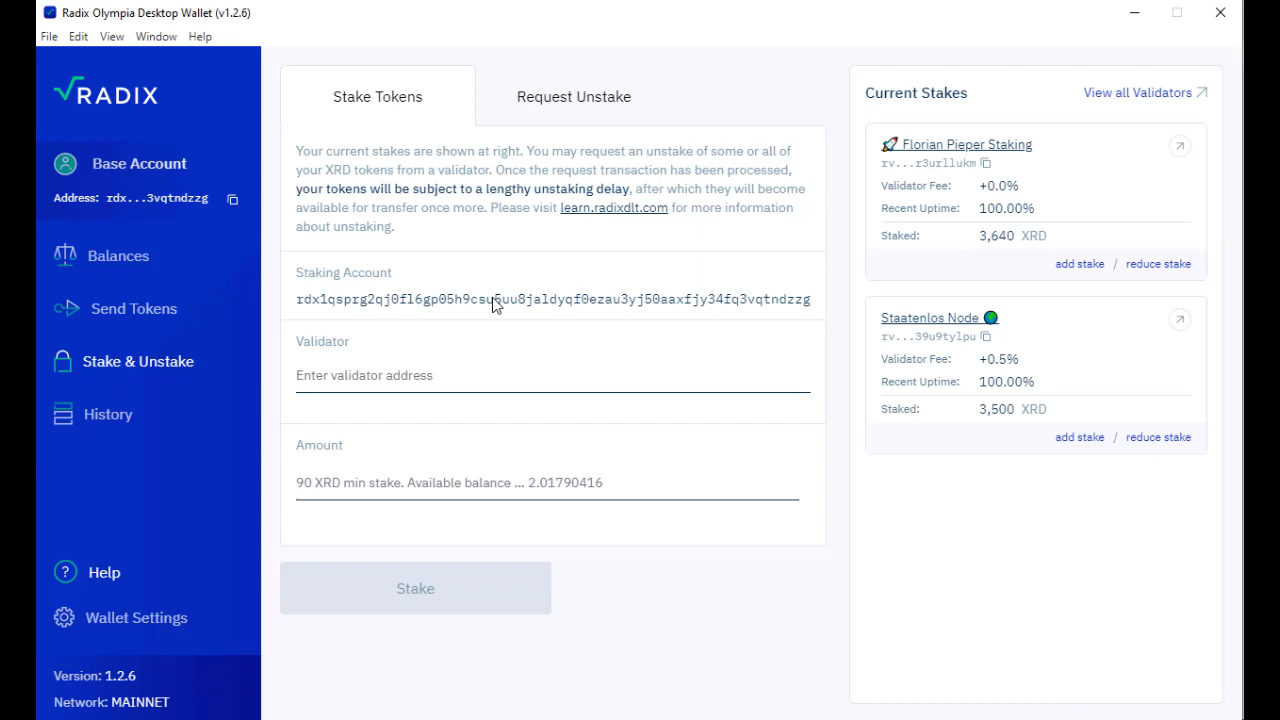 Radix Olympia Desktop Wallet (v1.2.6)
File Edit View Window Help
RADIX
Base Account
Address: rdx...3vqtndzzg
Balances
Send Tokens
Stake & Unstake
History
Help
Wallet Settings
Version: 1.2.6
Network: MAINNET
Stake Tokens
Request Unstake
Your current stakes are shown at right. You may request an unstake of some or all of
your XRD tokens from a validator. Once the request transaction has been processed,
your tokens will be subject to a lengthy unstaking delay, after which they will become
available for transfer once more. Please visit learn.radixdlt.com for more information
about unstaking.
Staking Account
Validator
Enter validator address
Amount
90 XRD min stake. Available balance ... 2.01790416
Stake
Current Stakes
View all Validators
🚀 Florian Pieper Staking
rv...r3urllukm
Validator Fee: +0.0%
Recent Uptime: 100.00%
Staked: 3,640 XRD
add stake / reduce stake
Staatenlos Node
rv...39u9tylpu
Validator Fee: +0.5%
Recent Uptime: 100.00%
Staked: 3,500 XRD
add stake / reduce stake